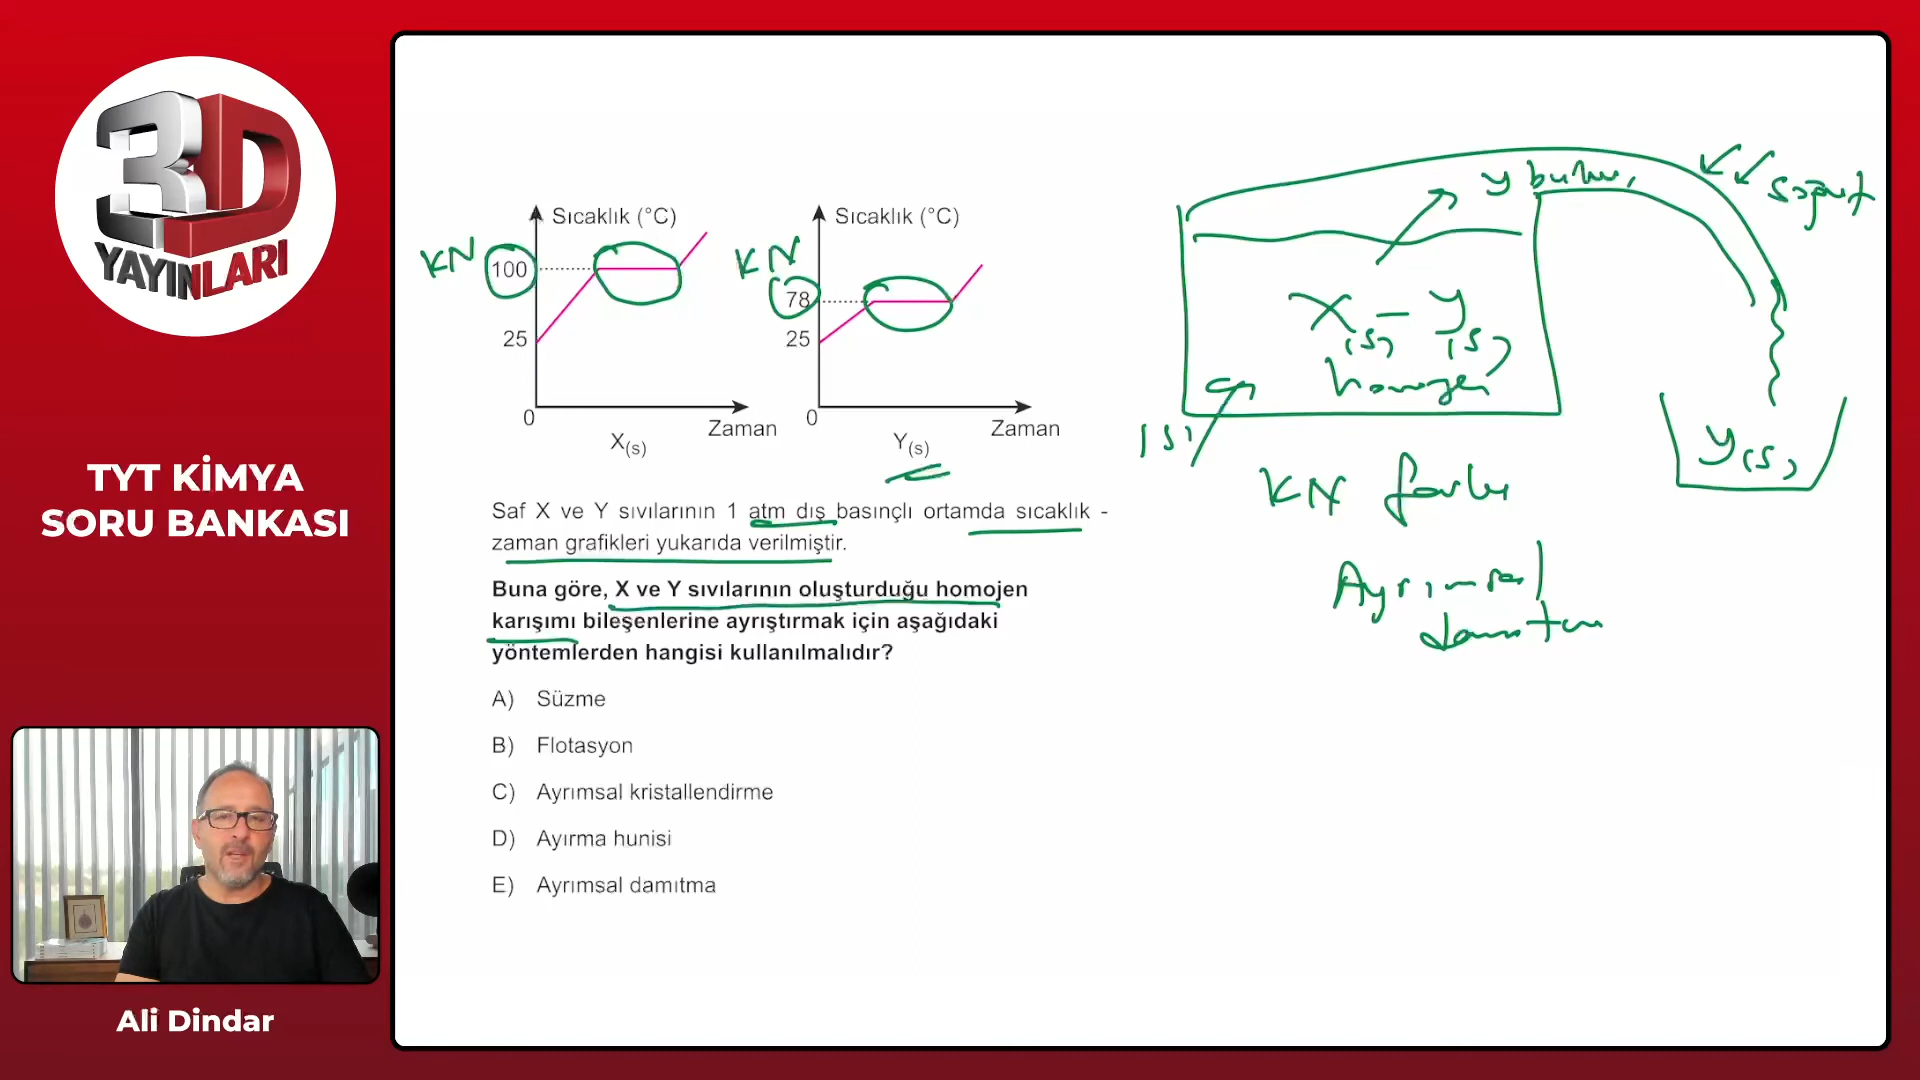 3D
YAYINLARI
TYT KİMYA
SORU BANKASI
Ali Dindar
Sıcaklık (°C)
KN
100
25
0
Zaman
X(s)
Sıcaklık (°C)
KN
78
25
0
Zaman
Y(s)
Saf X ve Y sıvılarının 1 atm dış basınçlı ortamda sıcaklık -
zaman grafikleri yukarıda verilmiştir.
Buna göre, X ve Y sıvılarının oluşturduğu homojen
karışımı bileşenlerine ayrıştırmak için aşağıdaki
yöntemlerden hangisi kullanılmalıdır?
A) Süzme
B) Flotasyon
C) Ayrımsal kristallendirme
D) Ayırma hunisi
E) Ayrımsal damıtma
Y buharı
X(s) - Y(s)
homojen
ısı
Y(s)
KN farkı
Ayrımsal